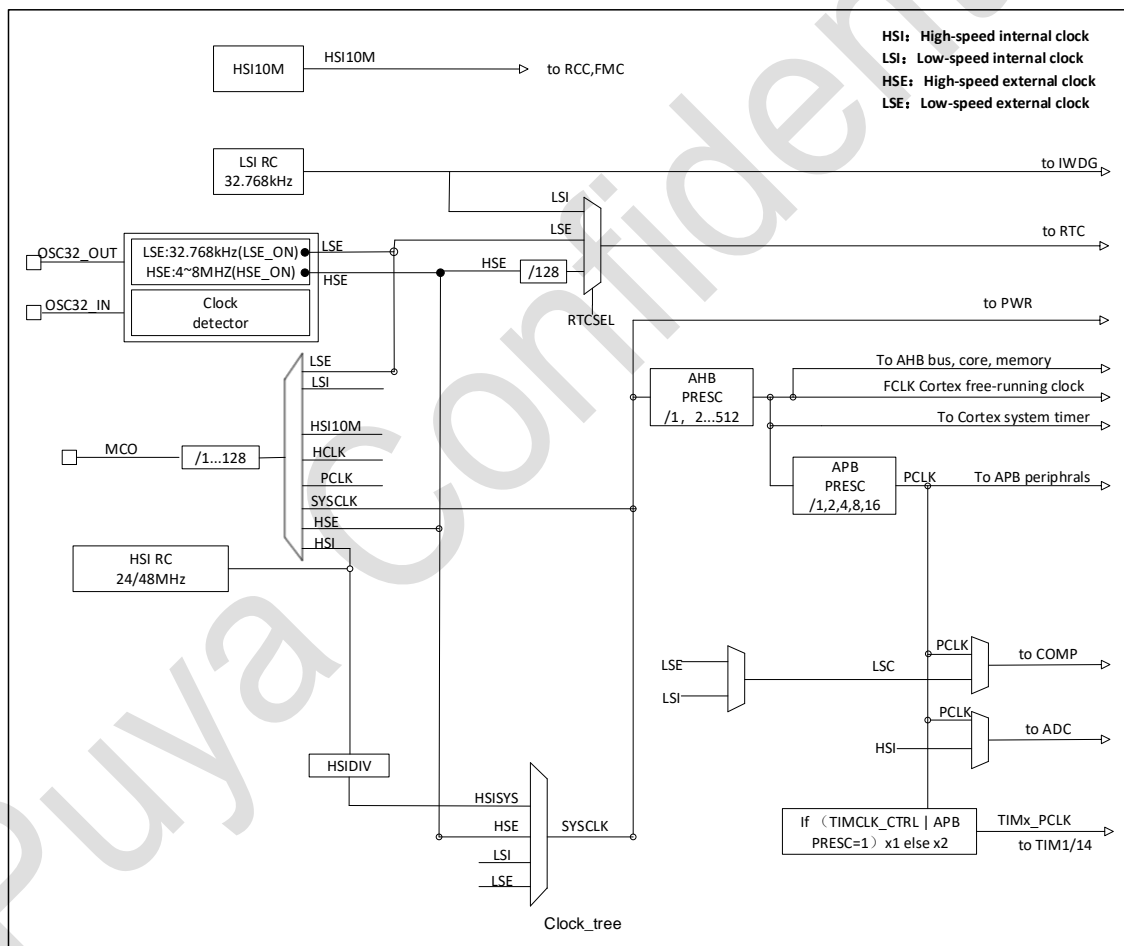 HSI: High-speed internal clock
LSI: Low-speed internal clock
HSE: High-speed external clock
LSE: Low-speed external clock
HSI10M
HSI10M
to RCC,FMC
LSI RC
32.768kHz
to IWDG
LSI
LSE
to RTC
OSC32_OUT
LSE:32.768kHz(LSE_ON)
HSE:4~8MHZ(HSE_ON)
LSE
HSE
HSE
/128
OSC32_IN
Clock
detector
RTCSEL
to PWR
LSE
LSI
HSI10M
HCLK
PCLK
SYSCLK
HSE
HSI
MCO
/1...128
AHB
PRESC
/1, 2...512
To AHB bus, core, memory
FCLK Cortex free-running clock
To Cortex system timer
APB
PRESC
/1,2,4,8,16
PCLK
To APB periphrals
HSI RC
24/48MHz
LSE
LSI
LSC
PCLK
to COMP
PCLK
HSI
to ADC
HSIDIV
HSISYS
HSE
LSI
LSE
SYSCLK
If （TIMCLK_CTRL | APB
PRESC=1）x1 else x2
TIMx_PCLK
to TIM1/14
Clock_tree
Puya Confident